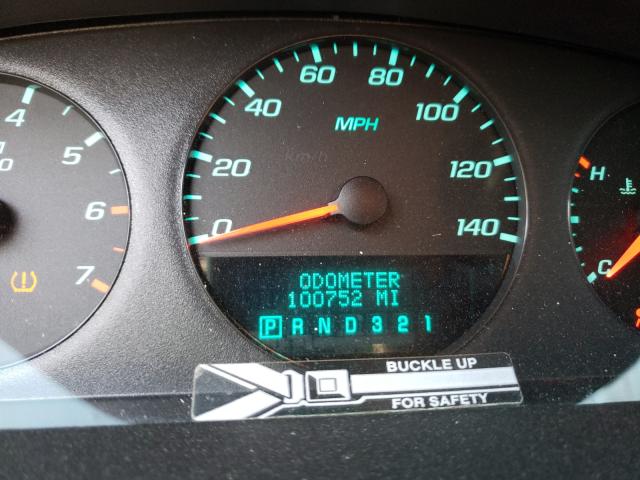 4
5
6
7
0
20
40
60
80
100
120
140
MPH
km/h
H
C
ODOMETER
100752 MI
P R N D 3 2 1
BUCKLE UP
FOR SAFETY